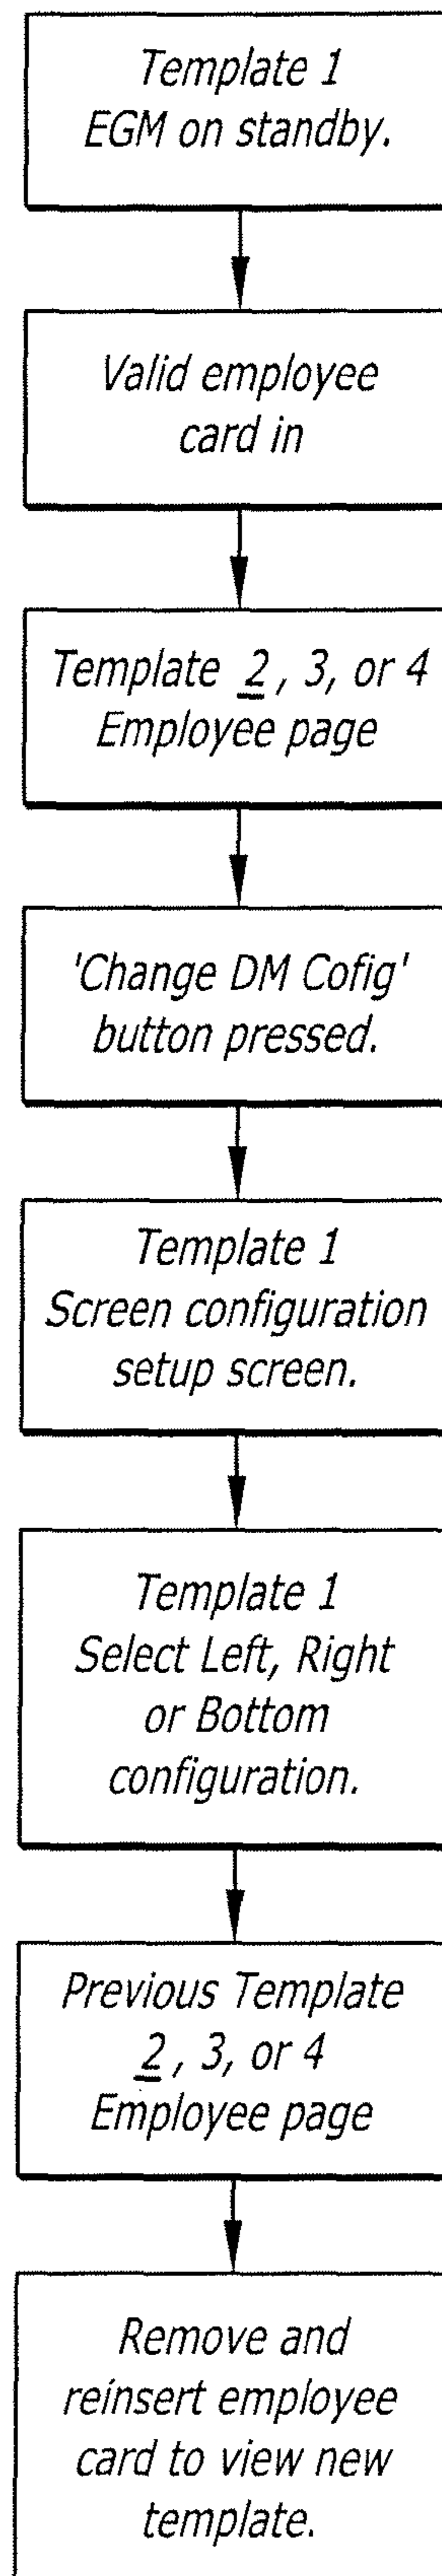 Template 1
EGM on standby.
Valid employee
card in
Template 2, 3, or 4
Employee page
'Change DM Cofig'
button pressed.
Template 1
Screen configuration
setup screen.
Template 1
Select Left, Right
or Bottom
configuration.
Previous Template
2, 3, or 4
Employee page
Remove and
reinsert employee
card to view new
template.